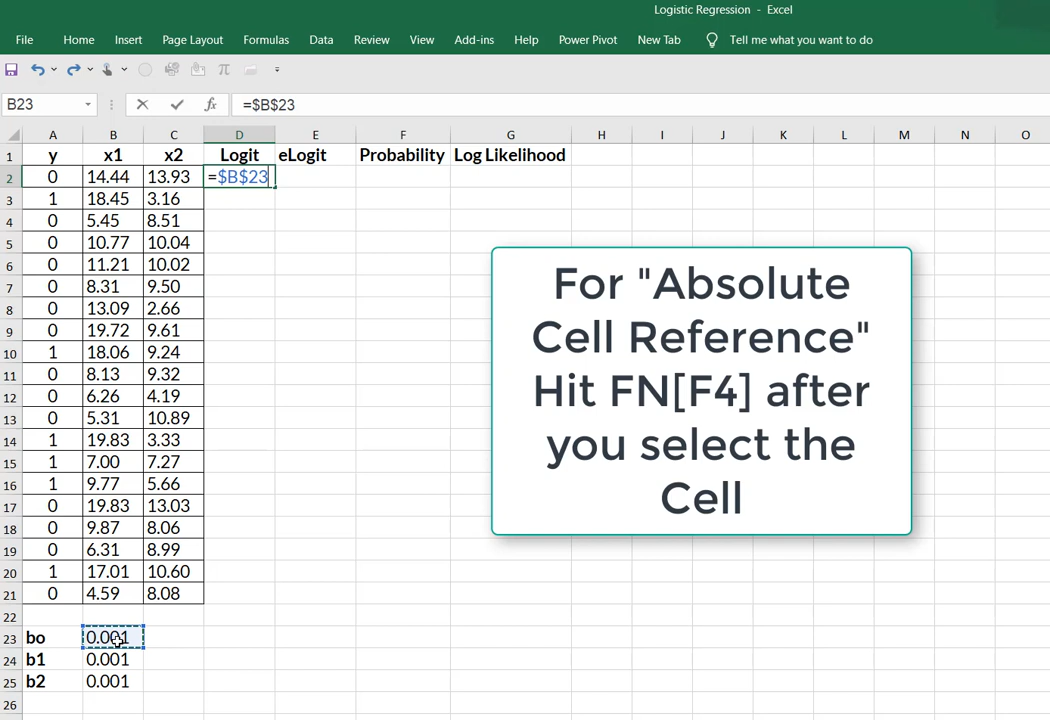 Logistic Regression - Excel
File Home Insert Page Layout Formulas Data Review View Add-ins Help Power Pivot New Tab Tell me what you want to do
B23 fx =$B$23
A B C D E F G H I J K L M N O
1 y x1 x2 Logit eLogit Probability Log Likelihood
2 0 14.44 13.93 =$B$23
3 1 18.45 3.16
4 0 5.45 8.51
5 0 10.77 10.04
6 0 11.21 10.02
7 0 8.31 9.50
8 0 13.09 2.66
9 0 19.72 9.61
10 1 18.06 9.24
11 0 8.13 9.32
12 0 6.26 4.19
13 0 5.31 10.89
14 1 19.83 3.33
15 1 7.00 7.27
16 1 9.77 5.66
17 0 19.83 13.03
18 0 9.87 8.06
19 0 6.31 8.99
20 1 17.01 10.60
21 0 4.59 8.08
22
23 bo 0.001
24 b1 0.001
25 b2 0.001
26
For "Absolute
Cell Reference"
Hit FN[F4] after
you select the
Cell